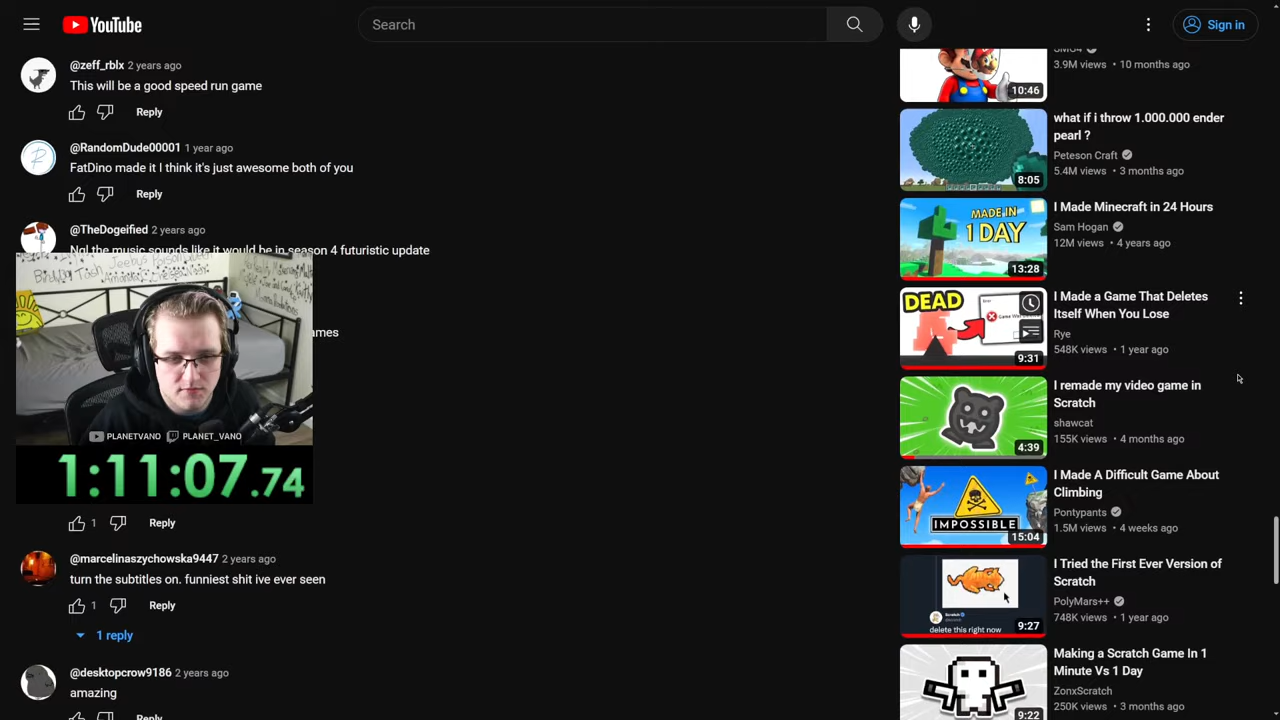 YouTube
Search
Sign in
@zeff_rblx 2 years ago
This will be a good speed run game
Reply
@RandomDude00001 1 year ago
FatDino made it I think it's just awesome both of you
Reply
@TheDogeified 2 years ago
Ngl the music sounds like it would be in season 4 futuristic update
PLANETVANO PLANET_VANO
1:11:07.74
1 Reply
@marcelinaszychowska9447 2 years ago
turn the subtitles on. funniest shit ive ever seen
1 Reply
1 reply
@desktopcrow9186 2 years ago
amazing
Reply
SMG4
3.9M views • 10 months ago
10:46
what if i throw 1.000.000 ender
pearl ?
Peteson Craft
5.4M views • 3 months ago
8:05
MADE IN
1 DAY
13:28
I Made Minecraft in 24 Hours
Sam Hogan
12M views • 4 years ago
DEAD
9:31
I Made a Game That Deletes
Itself When You Lose
Rye
548K views • 1 year ago
4:39
I remade my video game in
Scratch
shawcat
155K views • 4 months ago
IMPOSSIBLE
15:04
I Made A Difficult Game About
Climbing
Pontypants
1.5M views • 4 weeks ago
Scratch
delete this right now
9:27
I Tried the First Ever Version of
Scratch
PolyMars++
748K views • 1 year ago
9:22
Making a Scratch Game In 1
Minute Vs 1 Day
ZonxScratch
250K views • 3 months ago